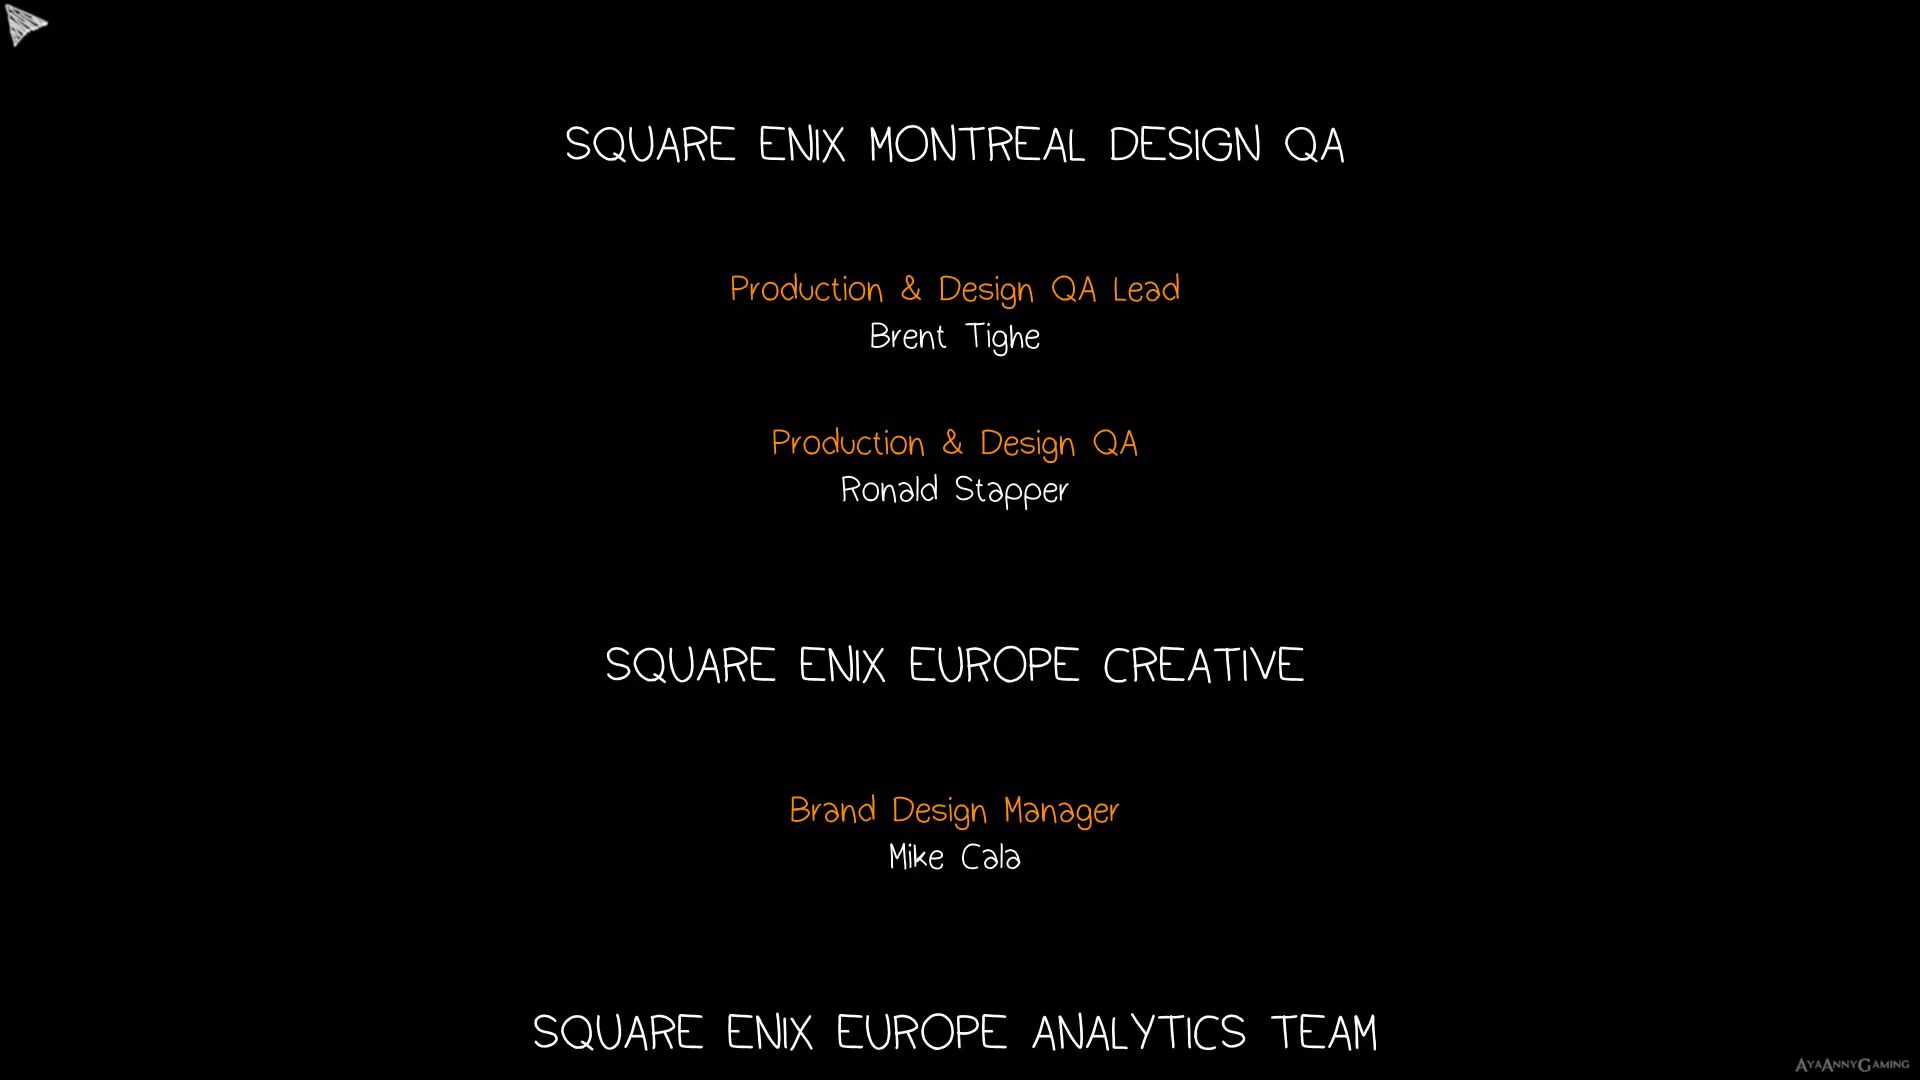 SQUARE ENIX MONTREAL DESIGN QA
Production & Design QA Lead
Brent Tighe
Production & Design QA
Ronald Stapper
SQUARE ENIX EUROPE CREATIVE
Brand Design Manager
Mike Cala
SQUARE ENIX EUROPE ANALYTICS TEAM
AYAANNYGAMING